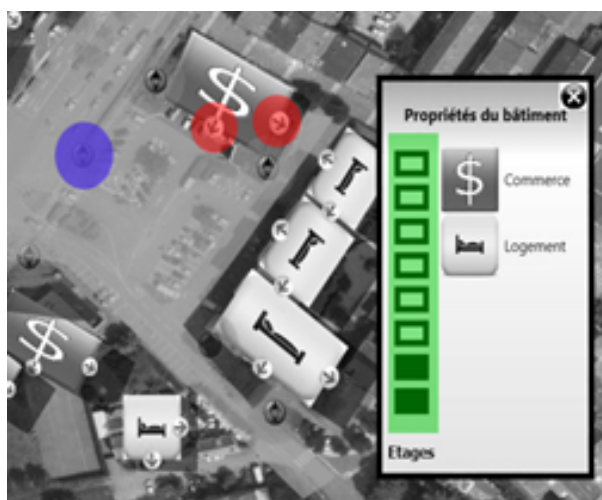 $
Propriétés du bâtiment
$ Commerce
Logement
$
Etages